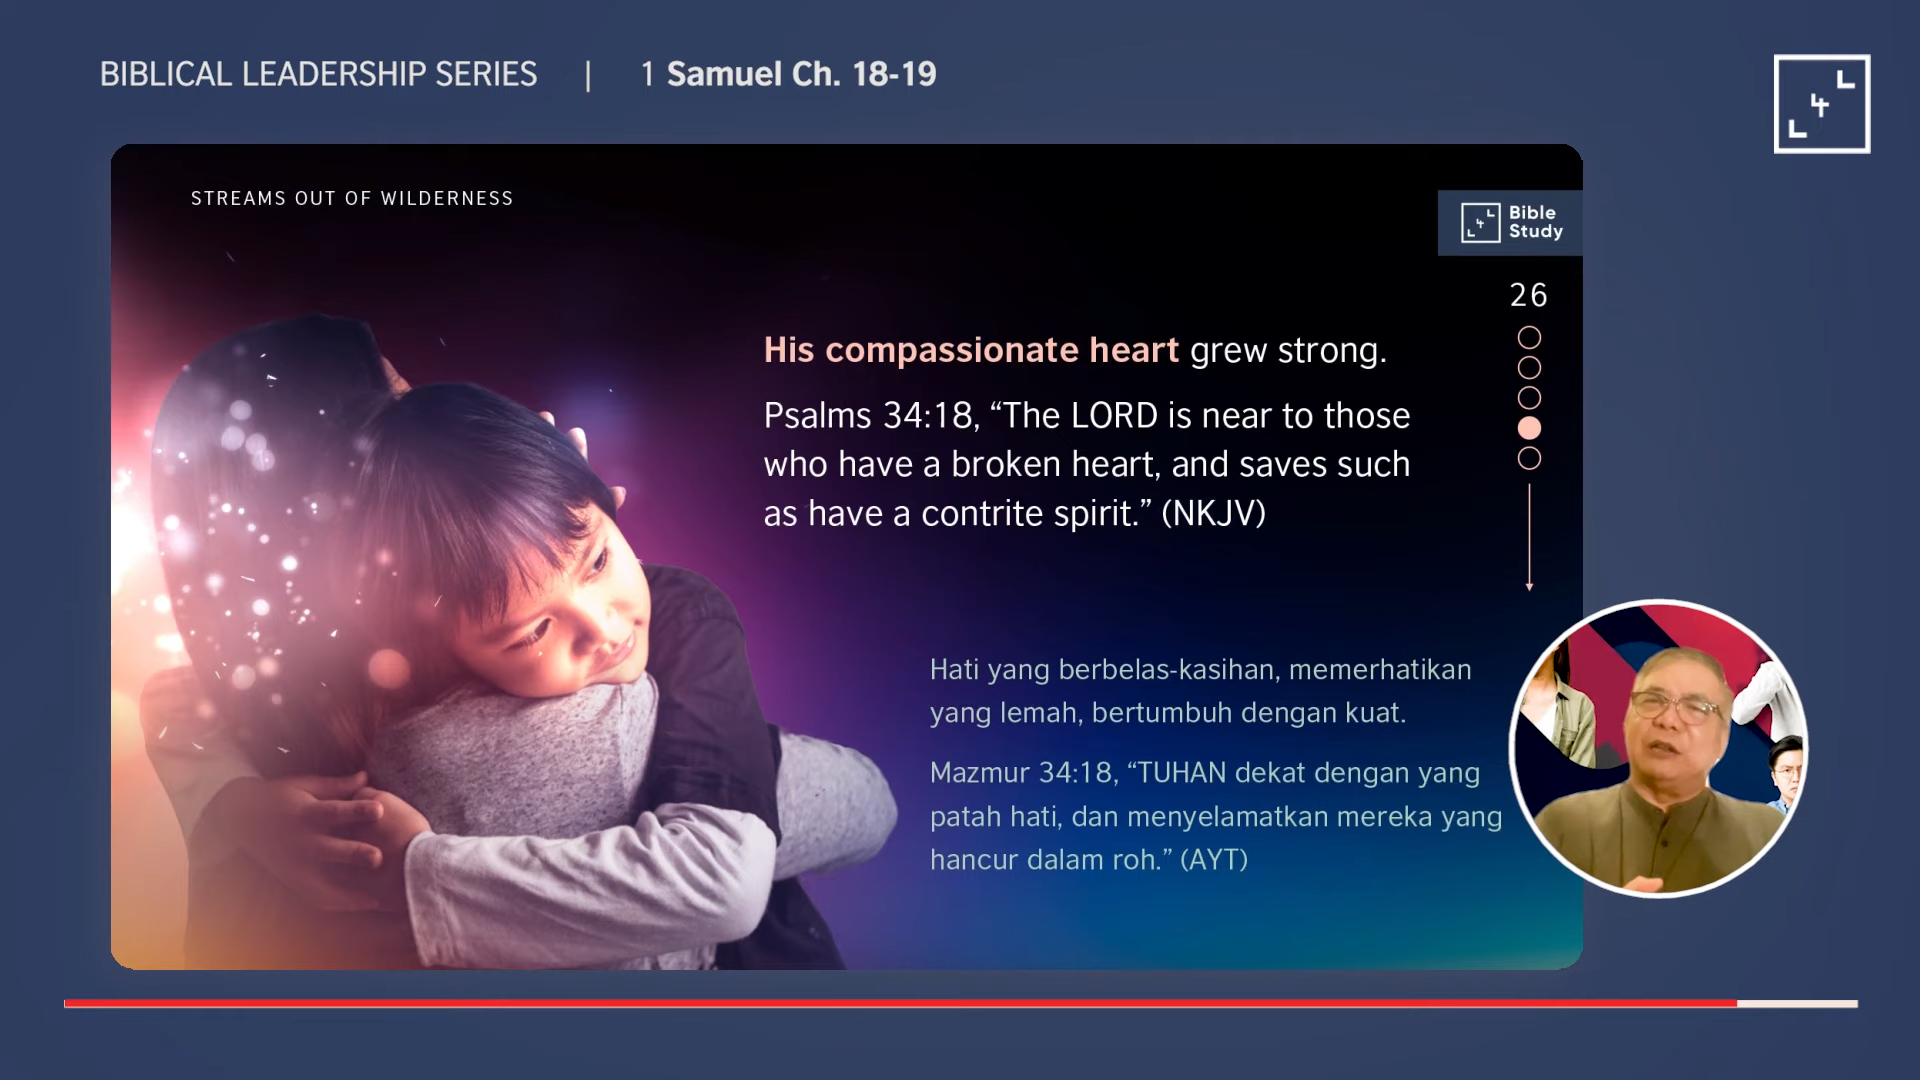 BIBLICAL LEADERSHIP SERIES | 1 Samuel Ch. 18-19
STREAMS OUT OF WILDERNESS
Bible
Study
26
His compassionate heart grew strong.
Psalms 34:18, “The LORD is near to those
who have a broken heart, and saves such
as have a contrite spirit.” (NKJV)
Hati yang berbelas-kasihan, memerhatikan
yang lemah, bertumbuh dengan kuat.
Mazmur 34:18, “TUHAN dekat dengan yang
patah hati, dan menyelamatkan mereka yang
hancur dalam roh.” (AYT)